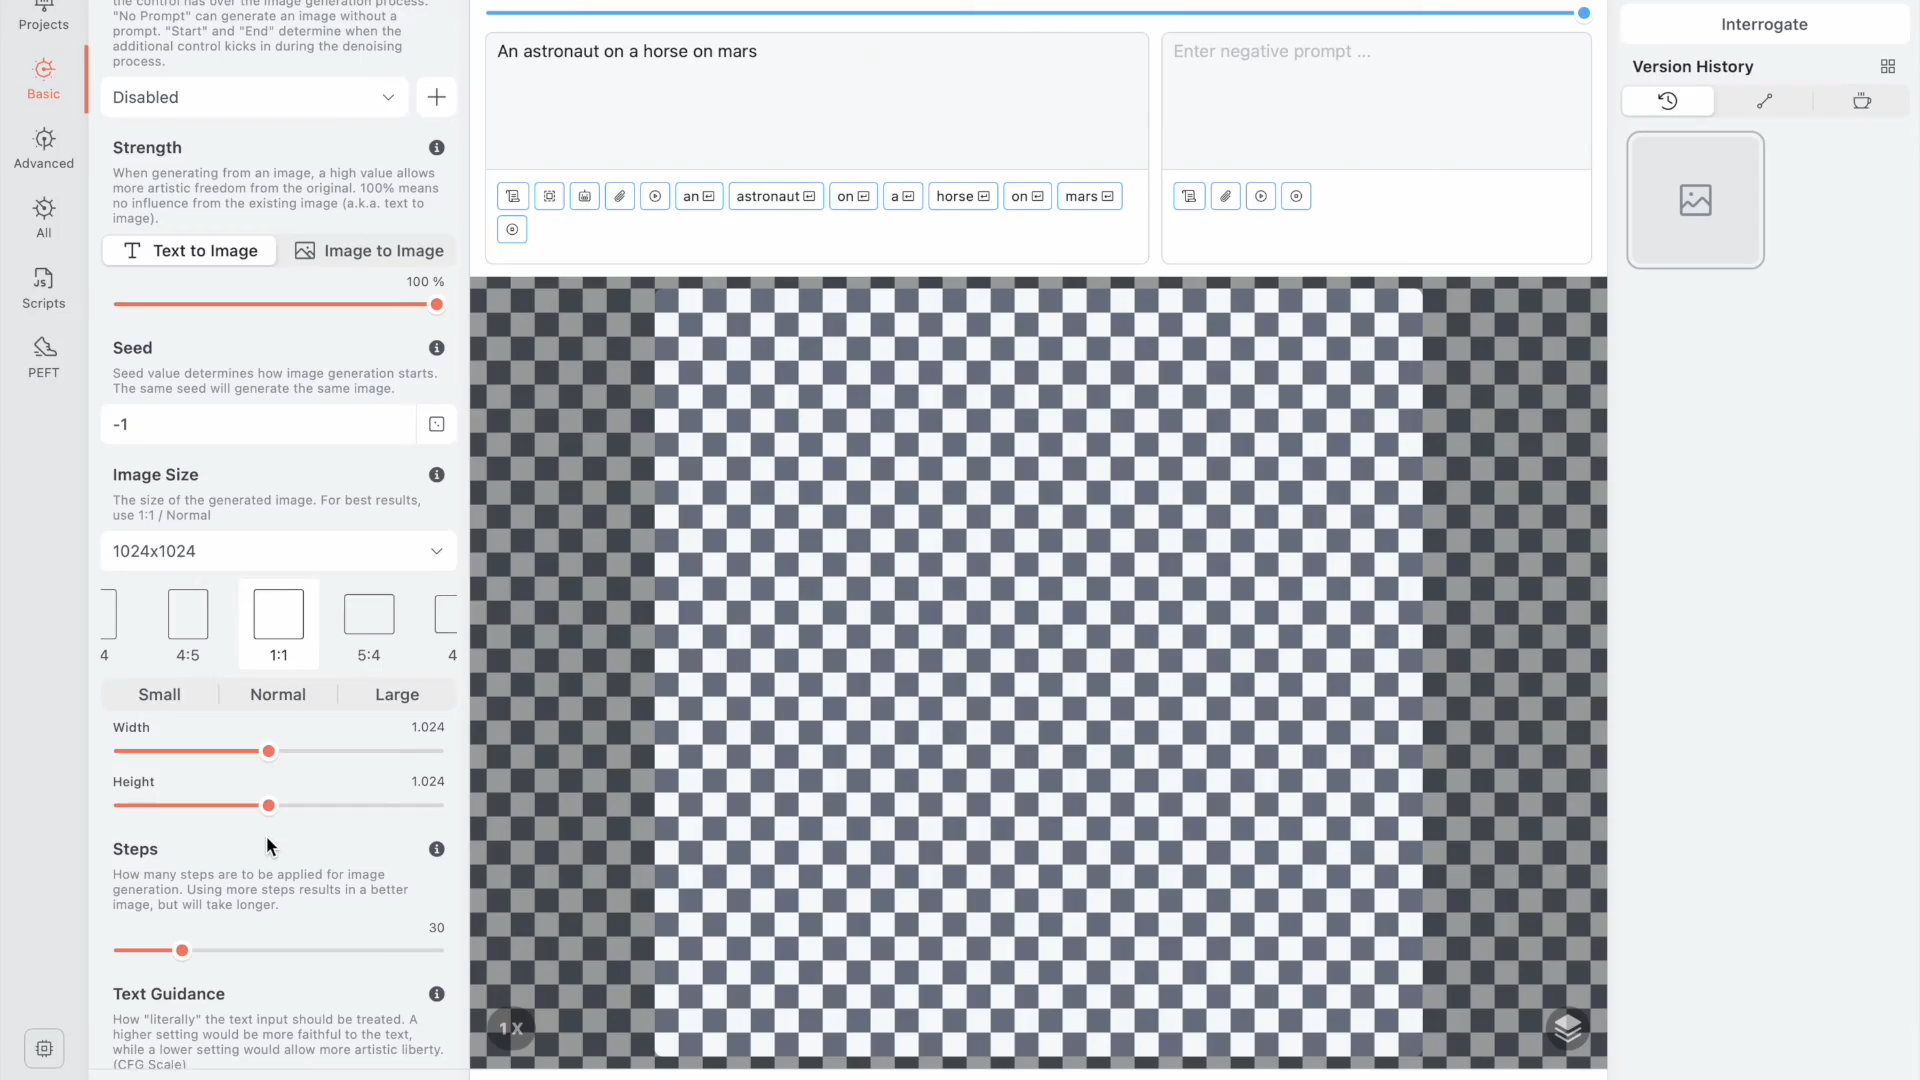 Projects
Basic
Advanced
All
Scripts
PEFT
the control has over the image generation process.
"No Prompt" can generate an image without a
prompt. "Start" and "End" determine when the
additional control kicks in during the denoising
process.
Disabled
Strength
When generating from an image, a high value allows
more artistic freedom from the original. 100% means
no influence from the existing image (a.k.a. text to
image).
Text to Image
Image to Image
100 %
Seed
Seed value determines how image generation starts.
The same seed will generate the same image.
-1
Image Size
The size of the generated image. For best results,
use 1:1 / Normal
1024x1024
4
4:5
1:1
5:4
4
Small
Normal
Large
Width
1.024
Height
1.024
Steps
How many steps are to be applied for image
generation. Using more steps results in a better
image, but will take longer.
30
Text Guidance
How "literally" the text input should be treated. A
higher setting would be more faithful to the text,
while a lower setting would allow more artistic liberty.
(CFG Scale)
An astronaut on a horse on mars
an
astronaut
on
a
horse
on
mars
Enter negative prompt ...
1 X
Interrogate
Version History